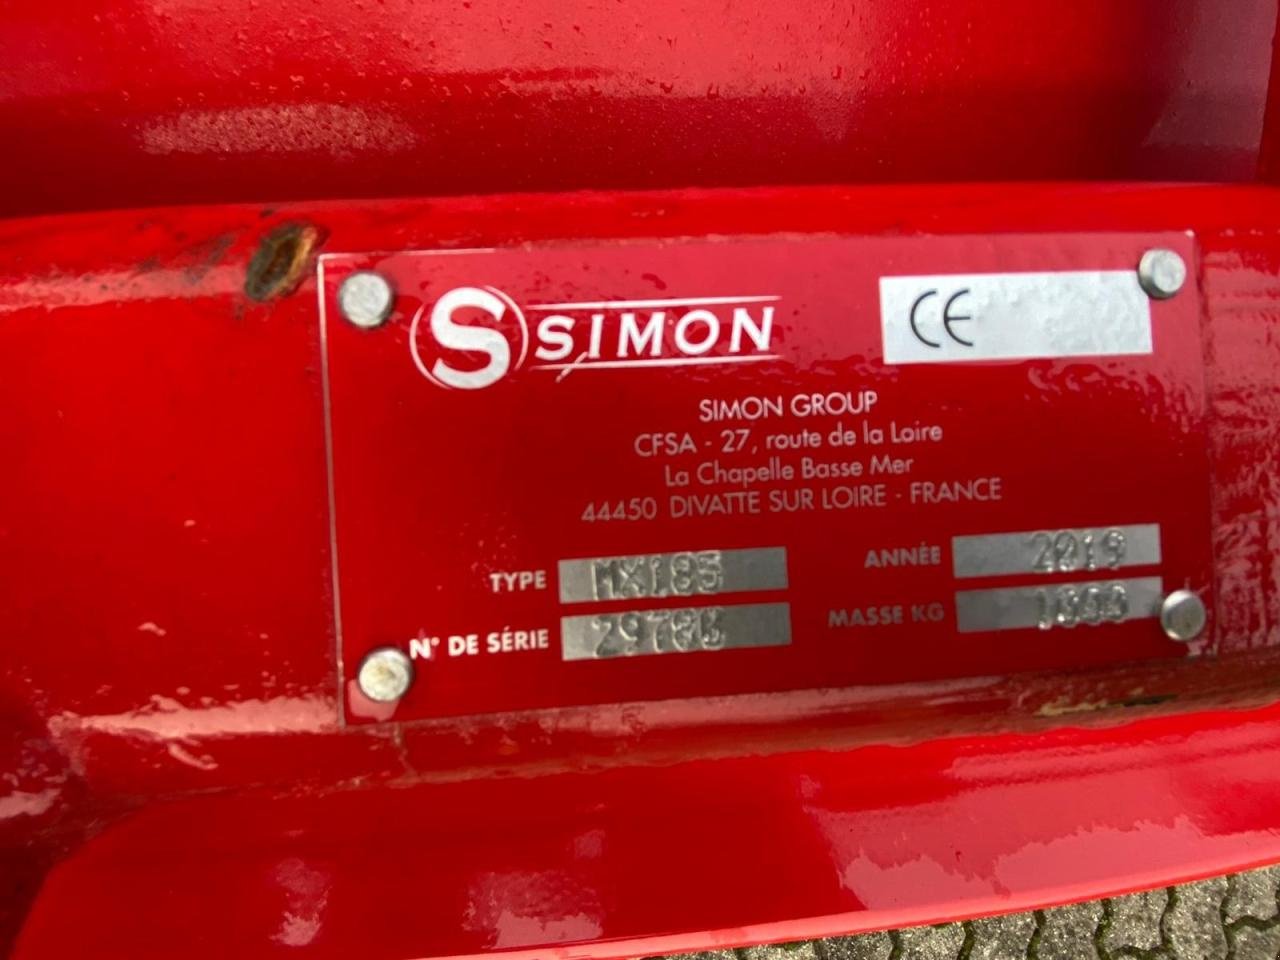 S SIMON
CE
SIMON GROUP
CFSA - 27, route de la Loire
La Chapelle Basse Mer
44450 DIVATTE SUR LOIRE - FRANCE
TYPE MX185
ANNÉE 2019
N° DE SÉRIE
MASSE KG